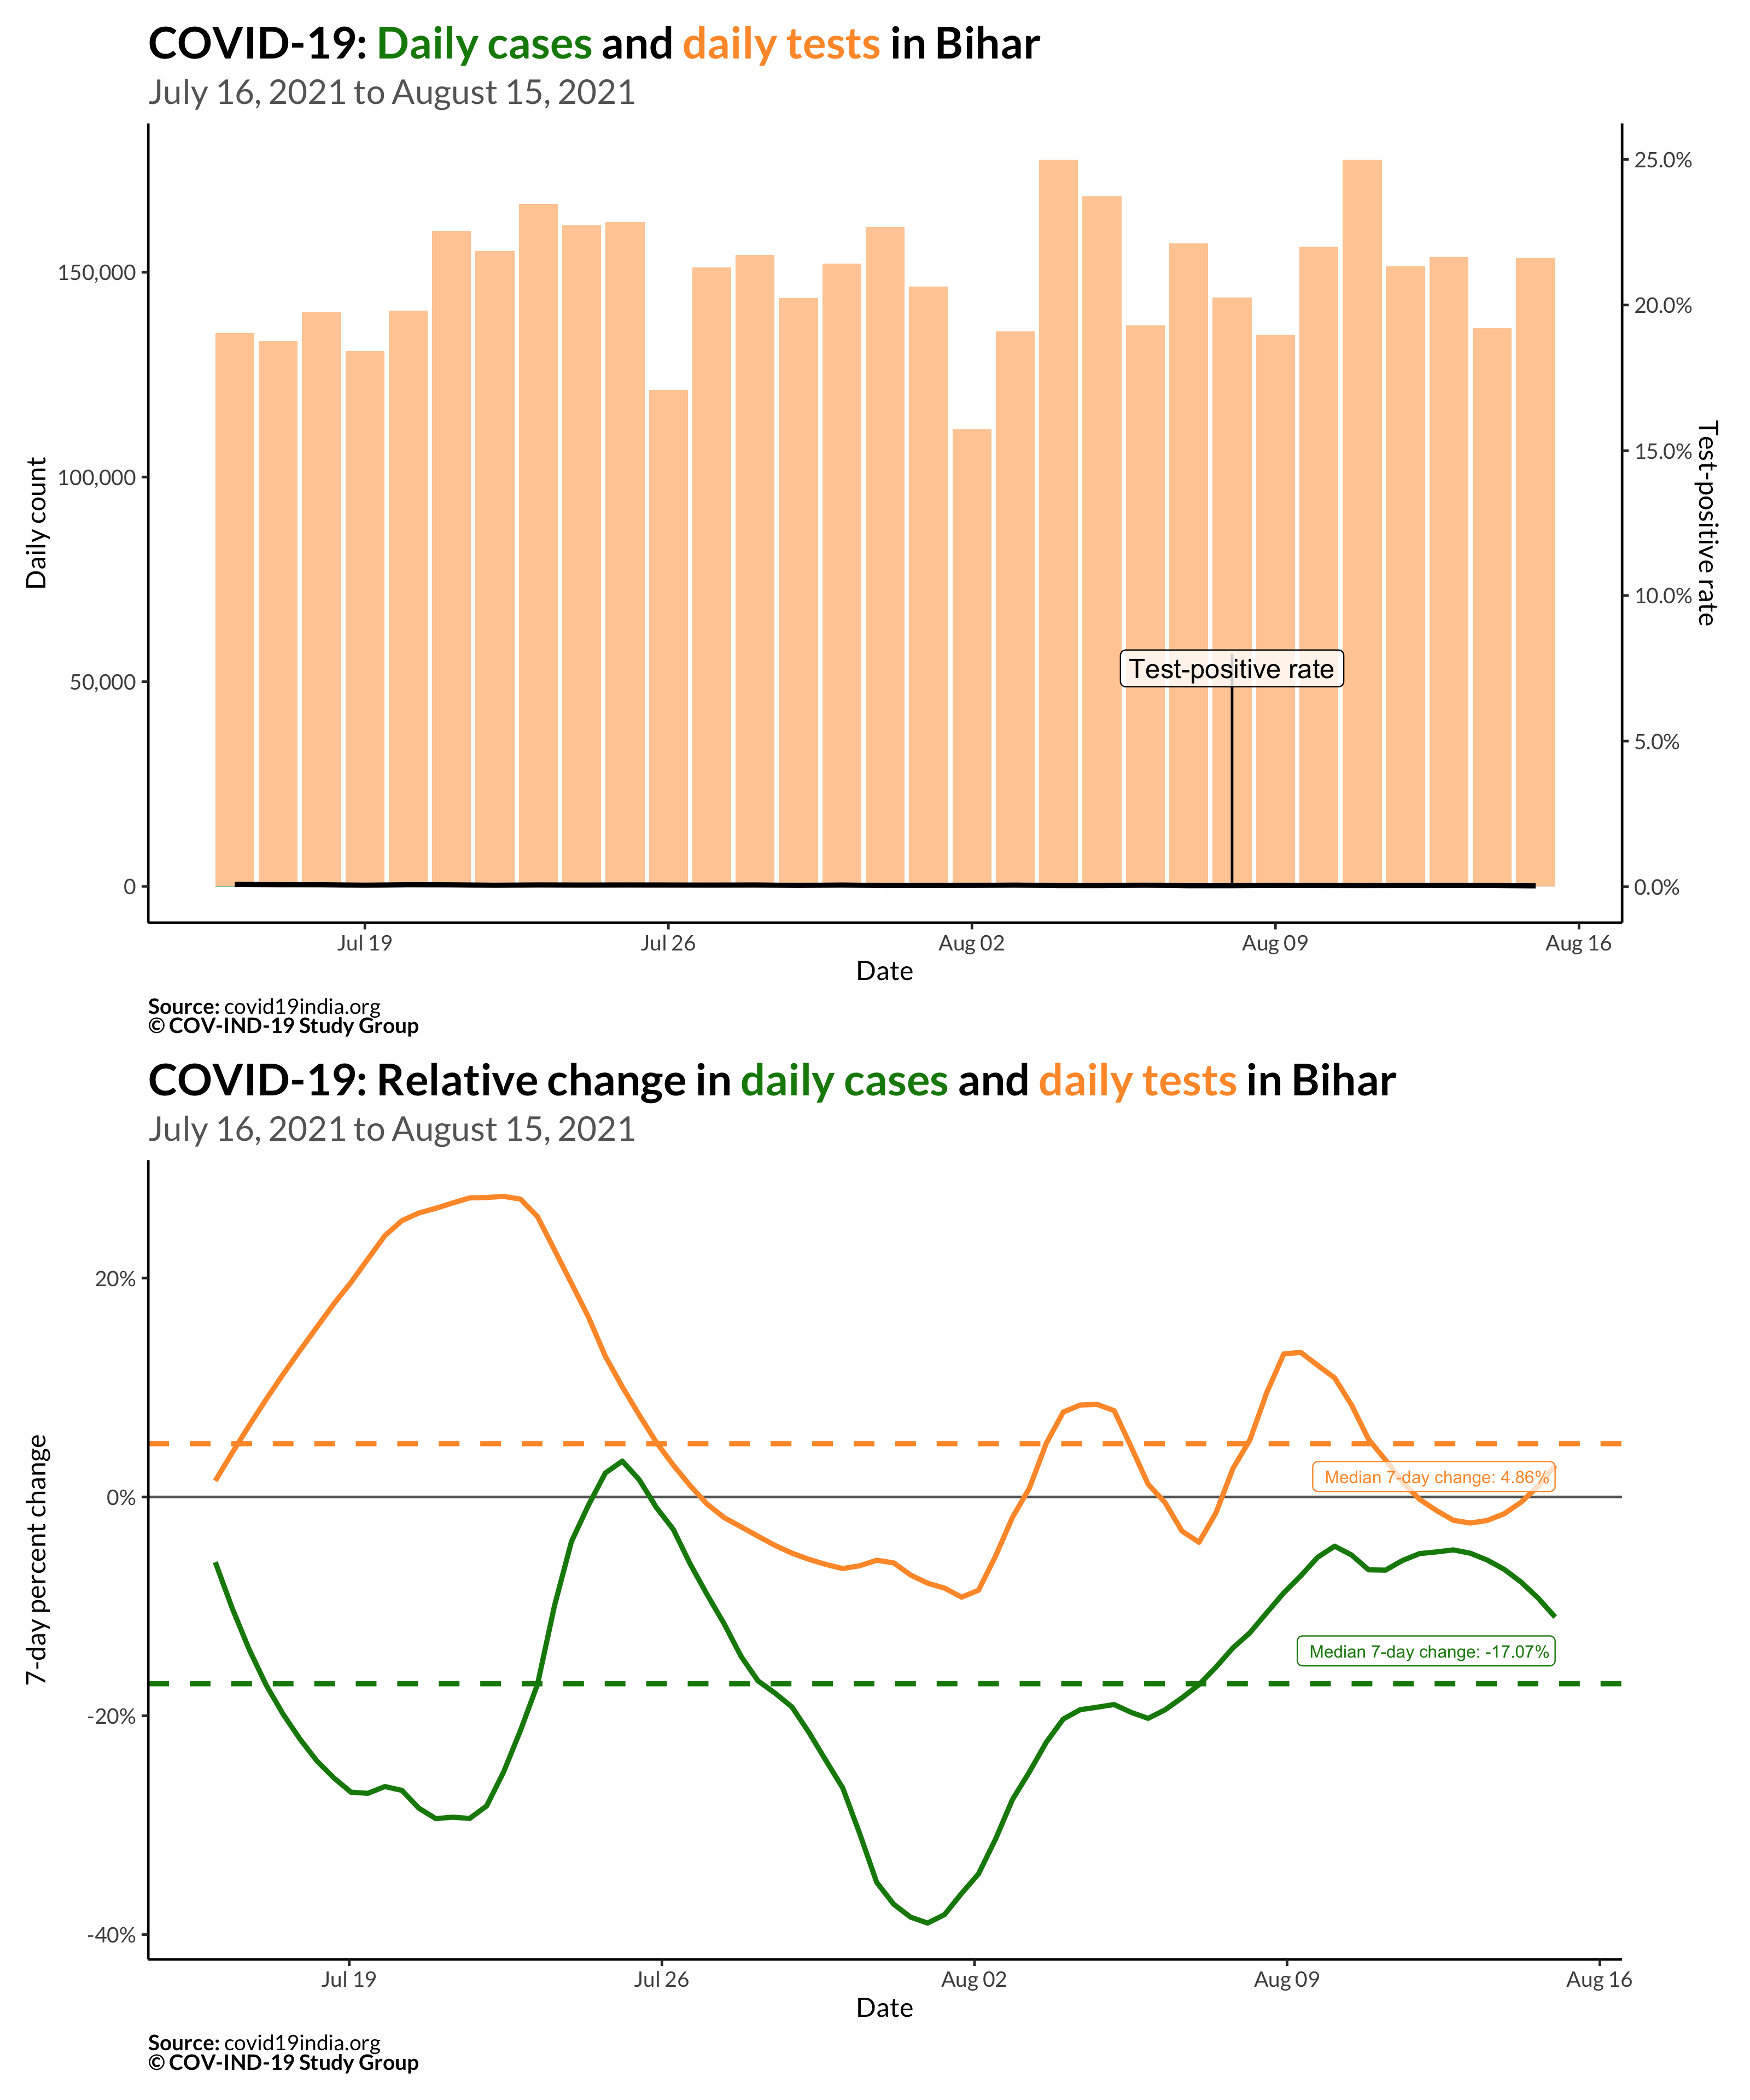 COVID-19: Daily cases and daily tests in Bihar
July 16, 2021 to August 15, 2021
Daily count
150,000
100,000
50,000
0
25.0%
20.0%
15.0%
10.0%
5.0%
0.0%
Test-positive rate
Test-positive rate
Jul 19
Jul 26
Aug 02
Aug 09
Aug 16
Date
Source: covid19india.org
© COV-IND-19 Study Group
COVID-19: Relative change in daily cases and daily tests in Bihar
July 16, 2021 to August 15, 2021
7-day percent change
20%
0%
-20%
-40%
Median 7-day change: 4.86%
Median 7-day change: -17.07%
Jul 19
Jul 26
Aug 02
Aug 09
Aug 16
Date
Source: covid19india.org
© COV-IND-19 Study Group